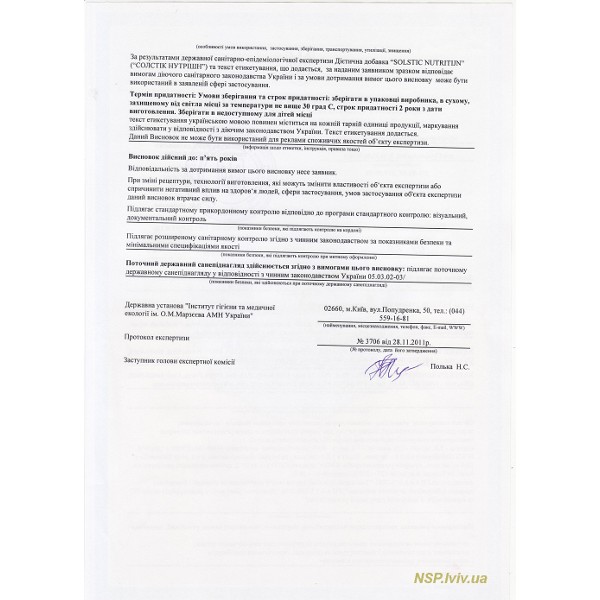 (особливості умов використання, застосування, зберігання, транспортування, утилізації, знищення)
За результатами державної санітарно-епідеміологічної експертизи Дієтична добавка "SOLSTIC NUTRITIJN"
("СОЛСТІК НУТРІШН") та текст етикетування, що додається, за наданим заявником зразком відповідає
вимогам діючого санітарного законодавства України і за умови дотримання вимог цього висновку може бути
використаний в заявленій сфері застосування.
Термін придатності: Умови зберігання та строк придатності: зберігати в упаковці виробника, в сухому,
захищеному від світла місці за температури не вище 30 град С, строк придатності 2 роки з дати
виготовлення. Зберігати в недоступному для дітей місці
текст етикетування українською мовою повинен міститься на кожній тархій одиниці продукції, маркування
здійснювати у відповідності з діючим законодавством України. Текст етикетування додається.
Даний Висновок не може бути використаний для реклами споживчих якостей об'єкту експертизи.
(інформація щодо етикетки, інструкція, правила тощо)
Висновок дійсний до: п'ять років
Відповідальність за дотримання вимог цього висновку несе заявник.
При зміні рецептури, технології виготовлення, які можуть змінити властивості об'єкта експертизи або
спричинити негативний вплив на здоров'я людей, сфери застосування, умов застосування об'єкта експертизи
даний висновок втрачає силу.
Підлягає стандартному прикордонному контролю відповідно до програми стандартного контролю: візуальний,
документальний контроль
(показники безпеки, які підлягають контролю на кордоні)
Підлягає розширеному санітарному контролю згідно з чинним законодавством за показниками безпеки та
мінімальними специфікаціями якості
(показники безпеки, які підлягають контролю при митному оформленні)
Поточний державний санепіднагляд здійснюється згідно з вимогами цього висновку: підлягає поточному
державному санепіднагляду у відповідності з чинним законодавством України 05.03.02-03/
(показники безпеки, які здійснюються при поточному державному санепіднагляді)
Державна установа "Інститут гігієни та медичної
екології ім. О.М.Марзєєва АМН України"
02660, м.Київ, вул.Попудренка, 50, тел.: (044)
559-16-81
(найменування, місцезнаходження, телефон, факс, E-mail, WWW)
Протокол експертизи
№ 3706 від 28.11.2011р.
(№ протоколу, дата його затвердження)
Заступник голови експертної комісії
Полька Н.С.
NSP.lviv.ua